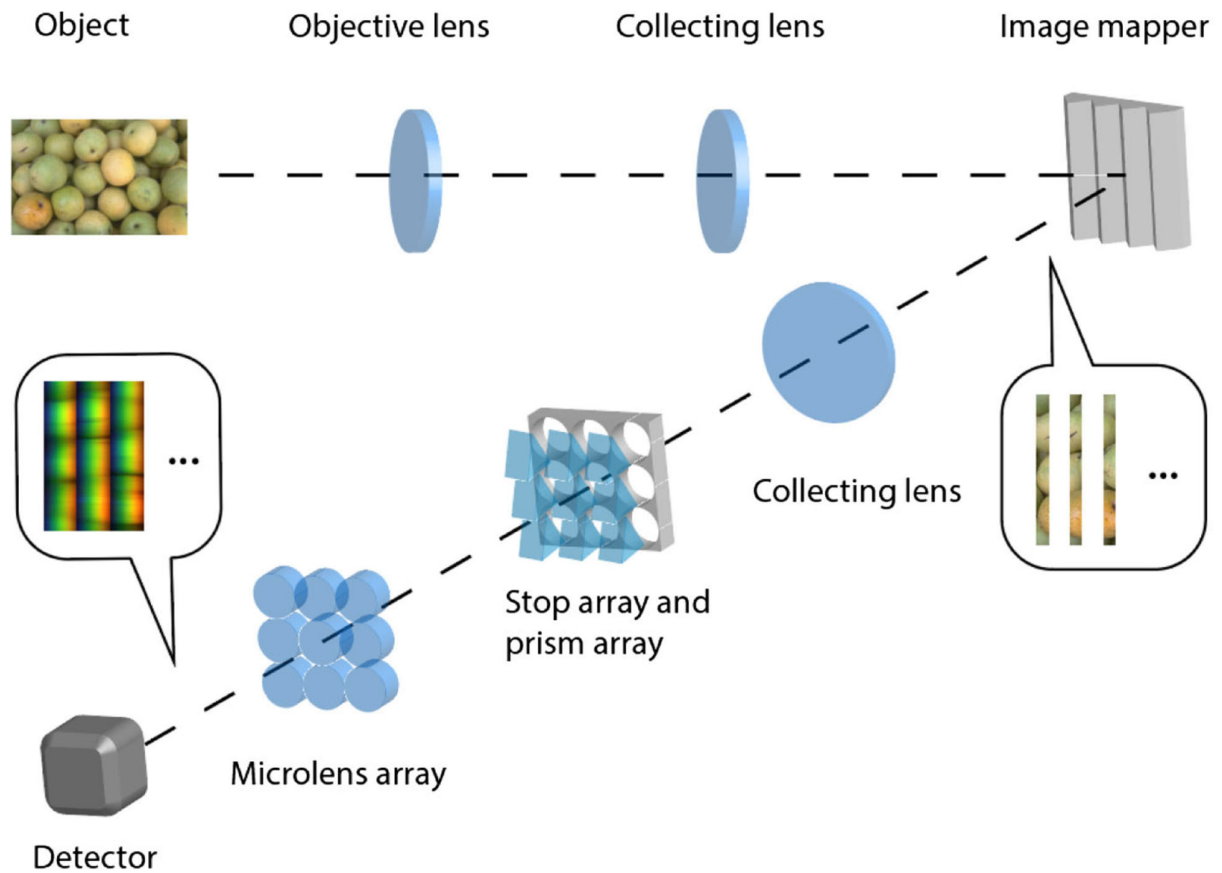 Object
Objective lens
Collecting lens
Image mapper
Collecting lens
...
...
Stop array and
prism array
Microlens array
Detector